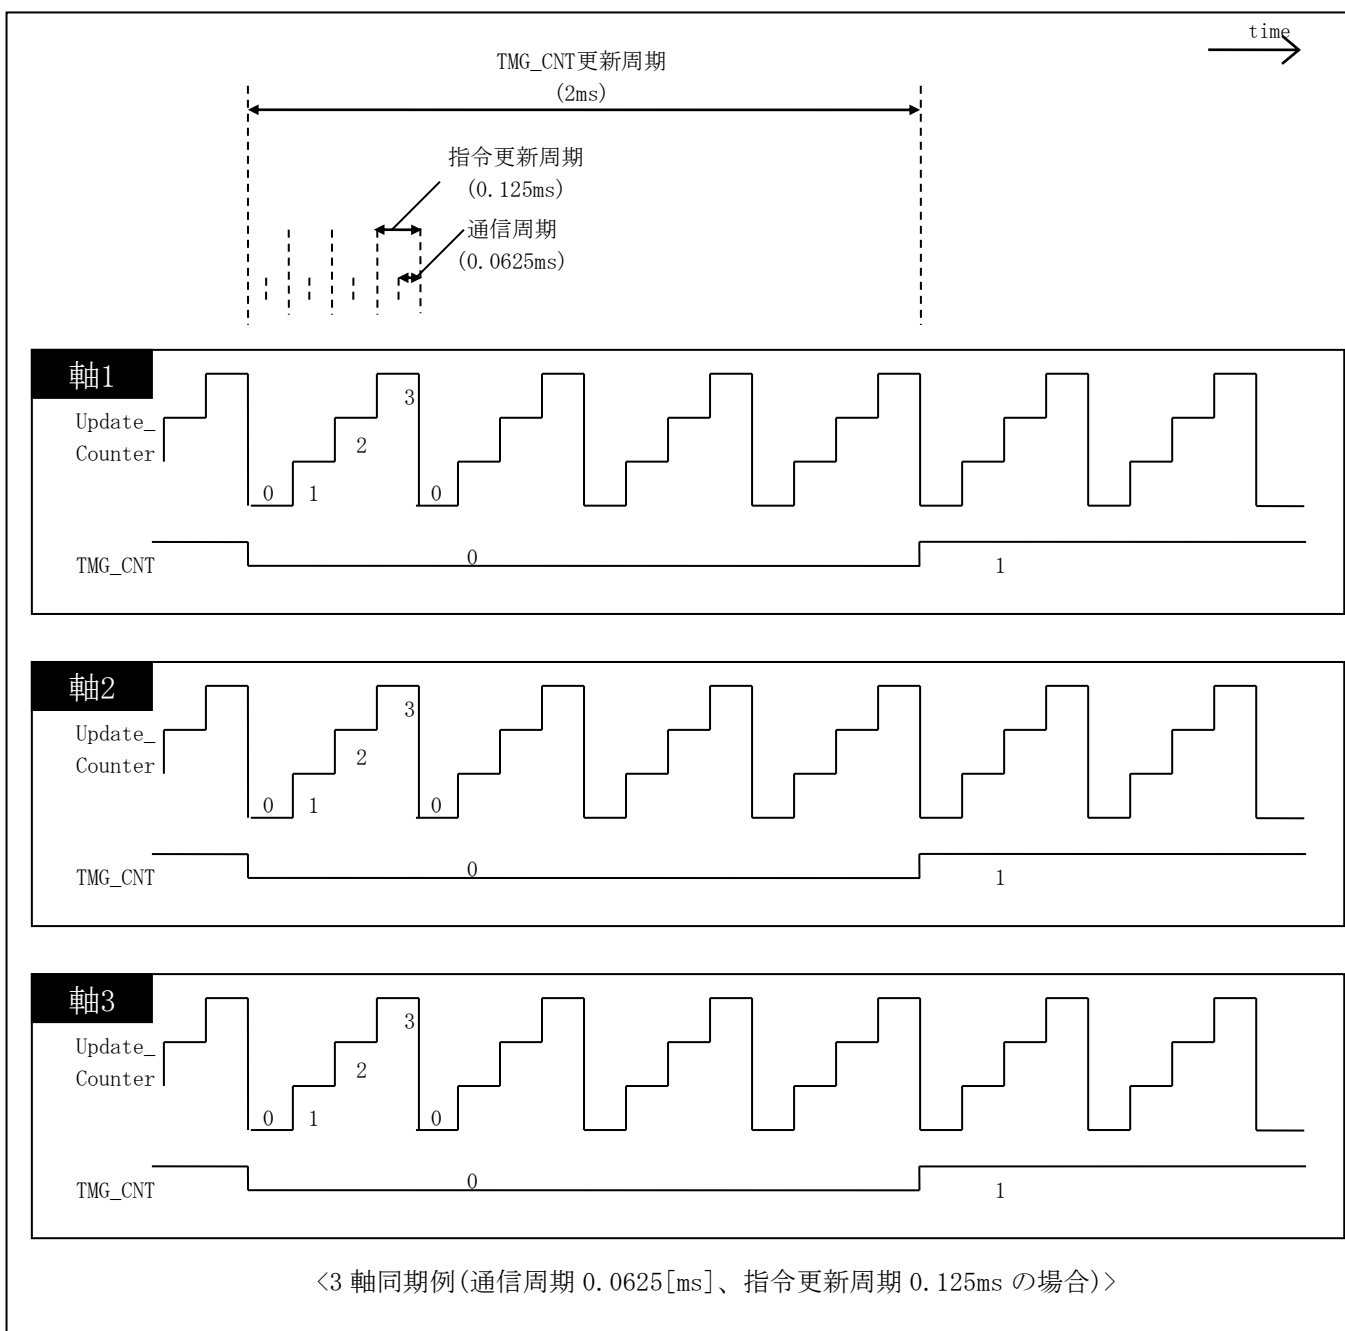 time
TMG_CNT更新周期
(2ms)
指令更新周期
(0.125ms)
通信周期
(0.0625ms)
軸1
Update_
Counter
3
2
0
1
0
TMG_CNT
0
1
軸2
Update_
Counter
3
2
0
1
0
TMG_CNT
0
1
軸3
Update_
Counter
3
2
0
1
0
TMG_CNT
0
1
<3 軸同期例(通信周期 0.0625[ms]、指令更新周期 0.125ms の場合)>